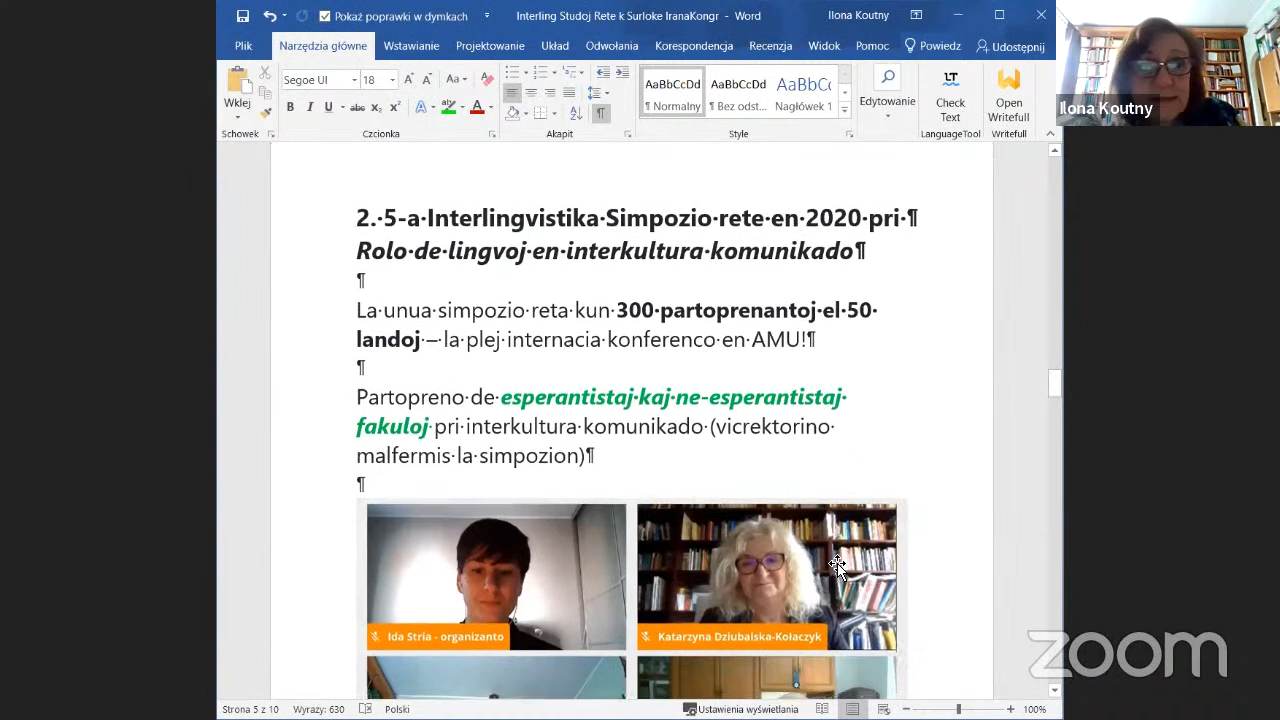 Pokaż poprawki w dymkach
Interling Studoj Rete k Surloke IranaKongr - Word
Ilona Koutny
Plik Narzędzia główne Wstawianie Projektowanie Układ Odwołania Korespondencja Recenzja Widok Pomoc Powiedz Udostępnij
Wklej
Segoe UI 18
AaBbCcDd AaBbCcDd AaBbCc
¶ Normalny ¶ Bez odst... Nagłówek 1
Edytowanie
Check Text
Open Writefull
Schowek Czcionka Akapit Style LanguageTool Writefull
Ilona Koutny
2. 5-a Interlingvistika Simpozio rete en 2020 pri ¶
Rolo de lingvoj en interkultura komunikado¶
¶
La unua simpozio reta kun 300 partoprenantoj el 50
landoj – la plej internacia konferenco en AMU!¶
¶
Partopreno de esperantistaj kaj ne-esperantistaj
fakuloj pri interkultura komunikado (vicrektorino
malfermis la simpozion)¶
¶
Ida Stria - organizanto
Katarzyna Dziubalska-Kołaczyk
zoom
Strona 5 z 10 Wyrazy: 630 Polski Ustawienia wyświetlania 100%